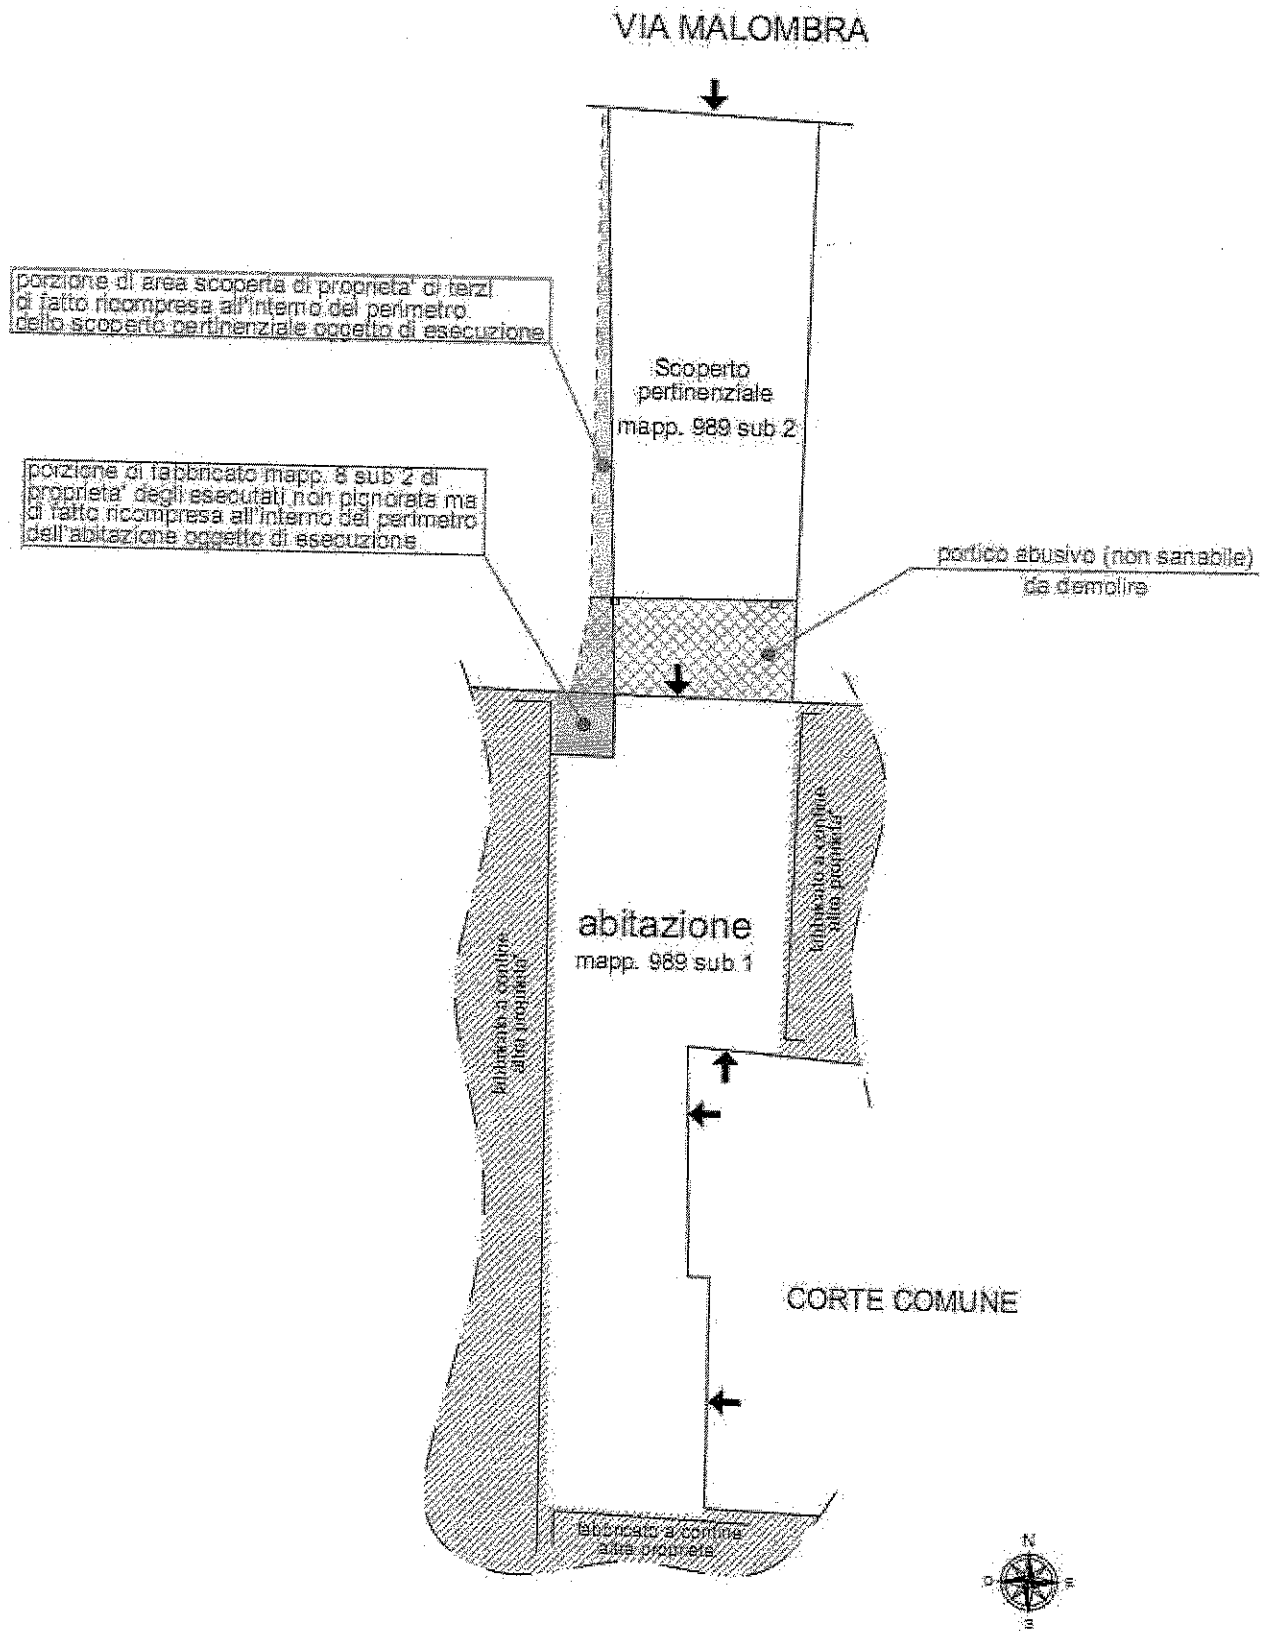 VIA MALOMBRA
porzione di area scoperta di proprieta' di terzi
di fatto ricompresa all'interno del perimetro
dello scoperto pertinenziale oggetto di esecuzione
Scoperto
pertinenziale
mapp. 989 sub 2
porzione di fabbricato mapp. 8 sub 2 di
proprieta' degli esecutati non pignorata ma
di fatto ricompresa all'interno del perimetro
dell'abitazione oggetto di esecuzione
portico abusivo (non sanabile)
da demolire
fabbricato a confine
altra proprieta'
abitazione
mapp. 989 sub 1
fabbricato a confine
altra proprieta'
CORTE COMUNE
fabbricato a confine
altra proprieta'
N
O
E
S